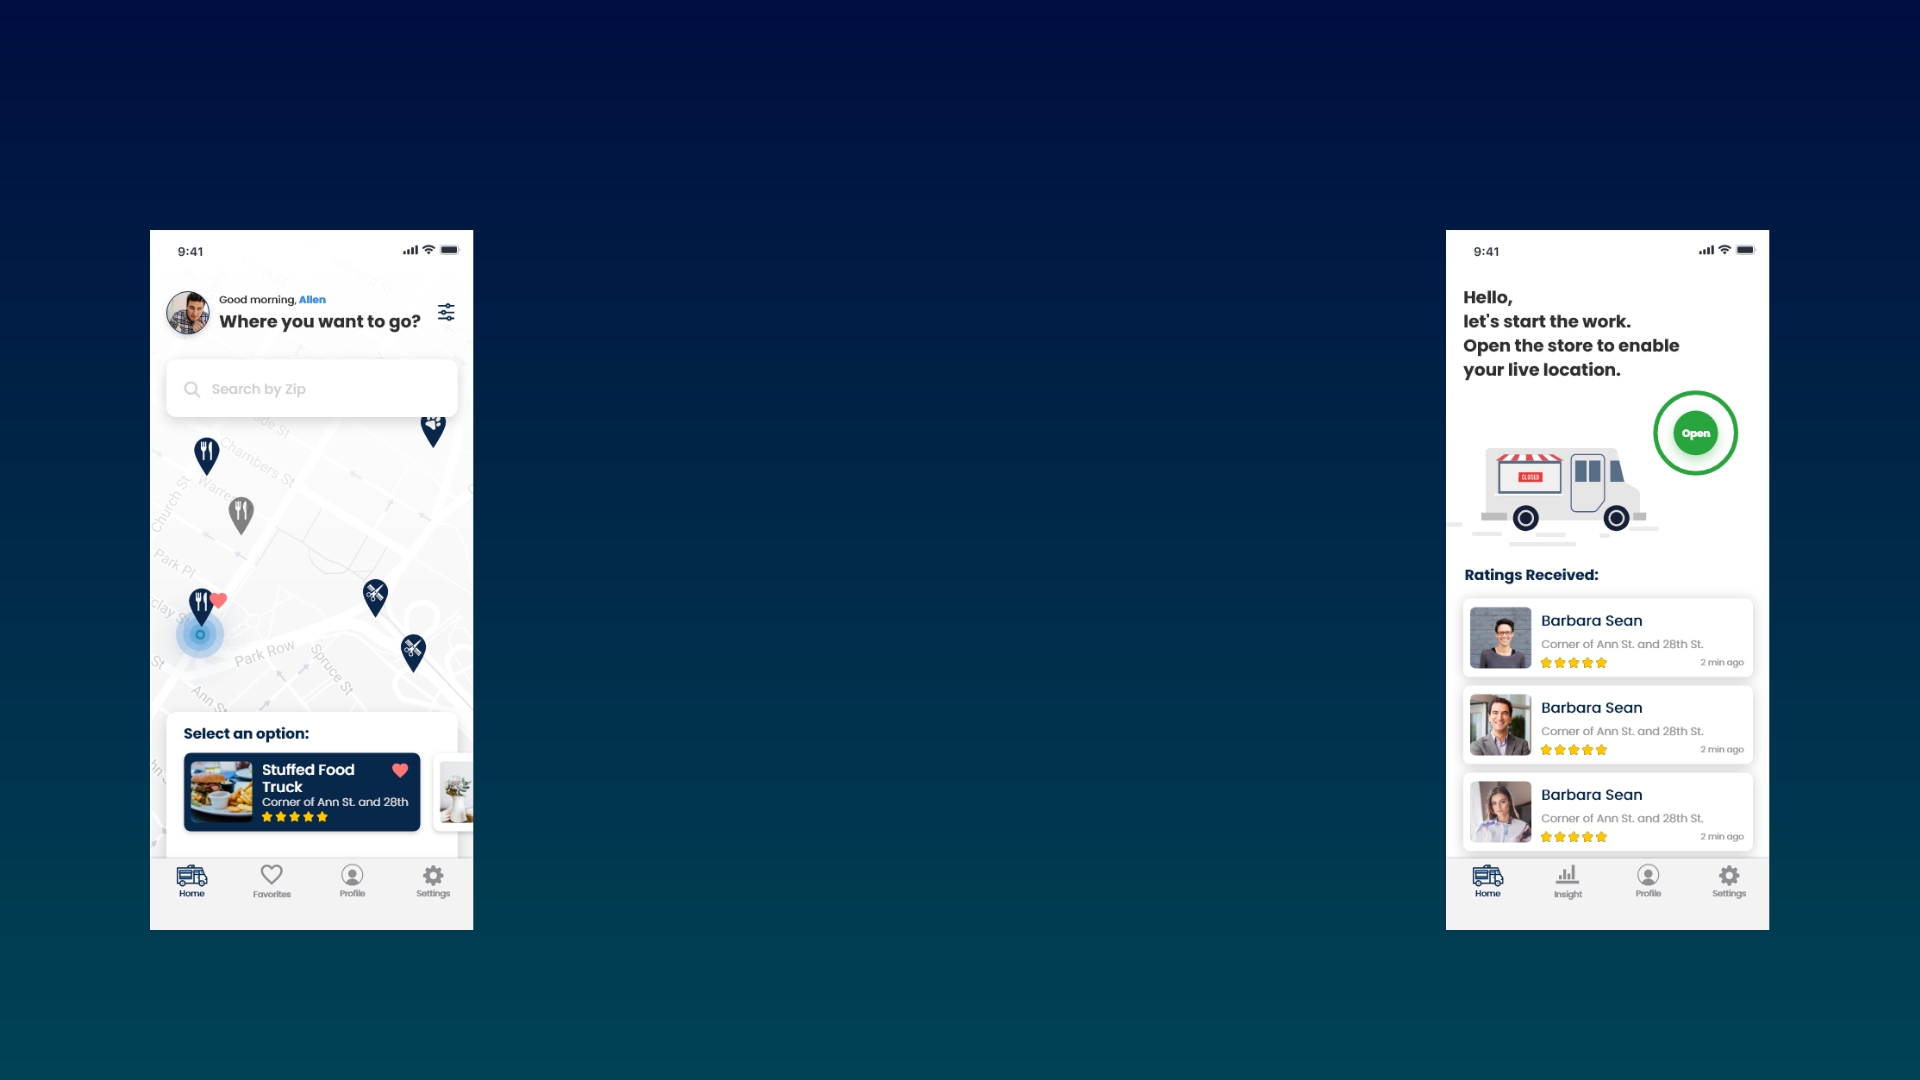 9:41
Good morning, Allen
Where you want to go?
Search by Zip
Chambers St
Warre
Church St
Park Pl
clay S
Park Row
Spruce St
Ann S
St
Select an option:
Stuffed Food
Truck
Corner of Ann St. and 28th
Home
Favorites
Profile
Settings
9:41
Hello,
let's start the work.
Open the store to enable
your live location.
Open
CLOSED
Ratings Received:
Barbara Sean
Corner of Ann St. and 28th St.
2 min ago
Barbara Sean
Corner of Ann St. and 28th St.
2 min ago
Barbara Sean
Corner of Ann St. and 28th St.
2 min ago
Home
Insight
Profile
Settings